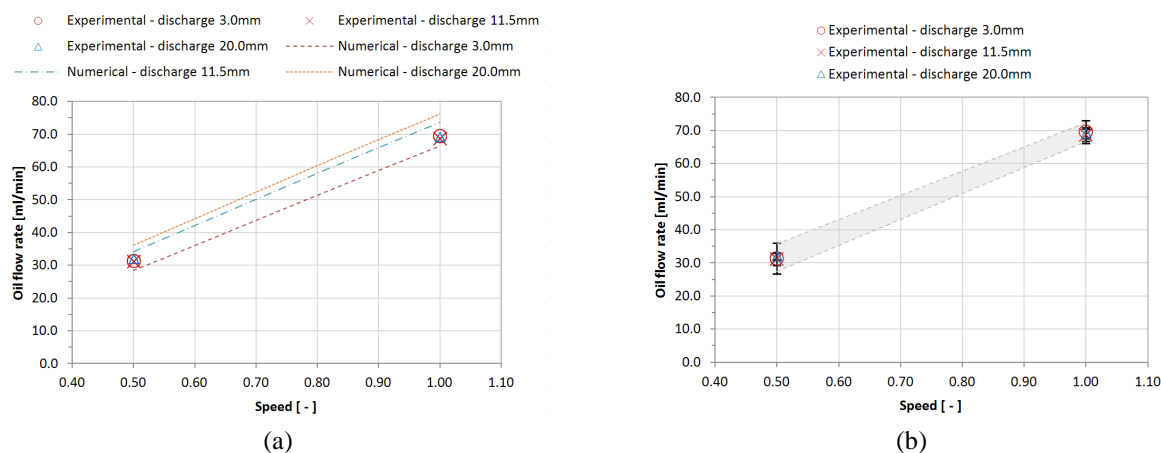 Experimental - discharge 3.0mm
Experimental - discharge 11.5mm
Experimental - discharge 20.0mm
Numerical - discharge 3.0mm
Numerical - discharge 11.5mm
Numerical - discharge 20.0mm
80.0
70.0
60.0
50.0
40.0
30.0
20.0
10.0
0.0
Oil flow rate [ml/min]
0.40 0.50 0.60 0.70 0.80 0.90 1.00 1.10
Speed [ - ]
(a)
Experimental - discharge 3.0mm
Experimental - discharge 11.5mm
Experimental - discharge 20.0mm
80.0
70.0
60.0
50.0
40.0
30.0
20.0
10.0
0.0
Oil flow rate [ml/min]
0.40 0.50 0.60 0.70 0.80 0.90 1.00 1.10
Speed [ - ]
(b)